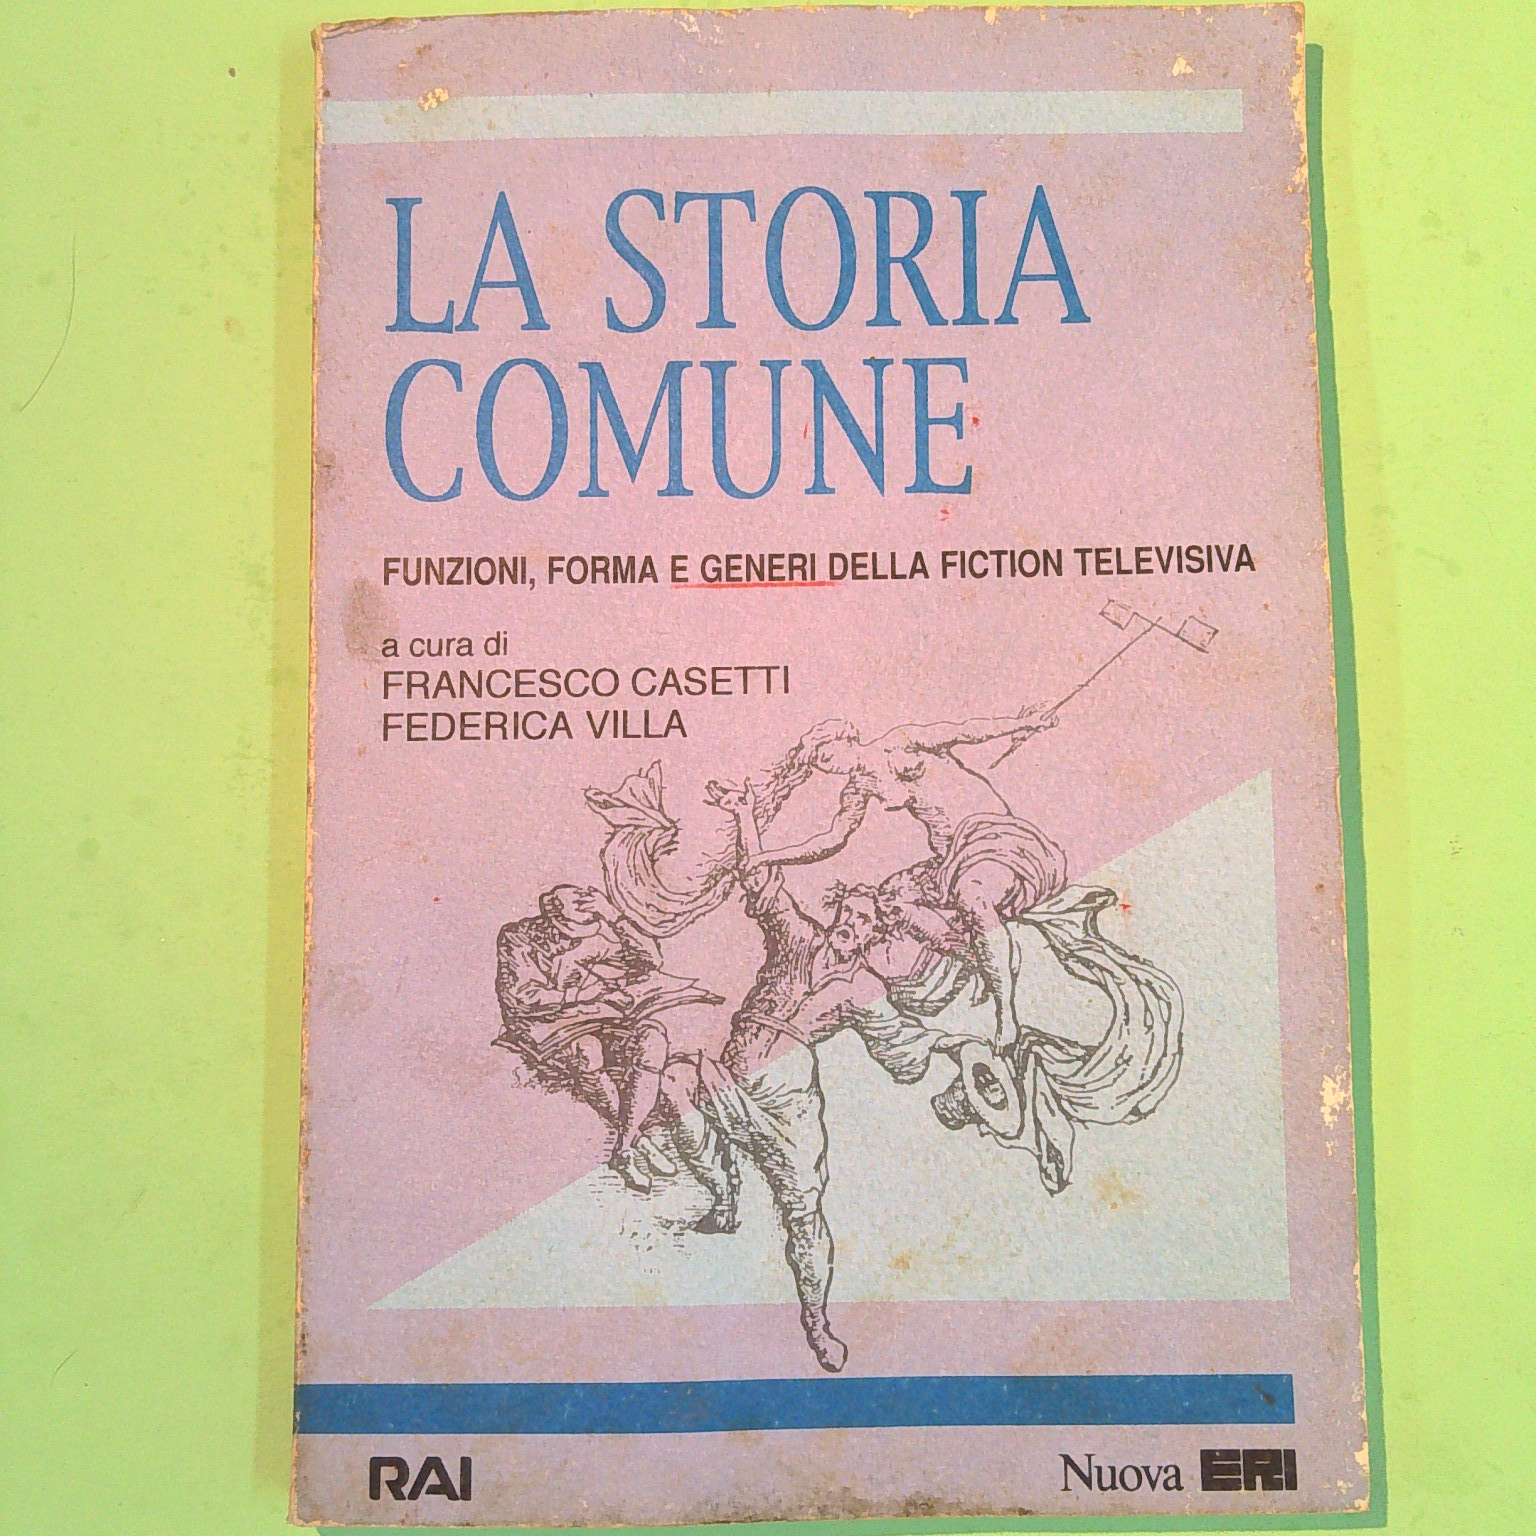 LA STORIA
COMUNE
FUNZIONI, FORMA E GENERI DELLA FICTION TELEVISIVA
a cura di
FRANCESCO CASETTI
FEDERICA VILLA
RAI
Nuova ERI